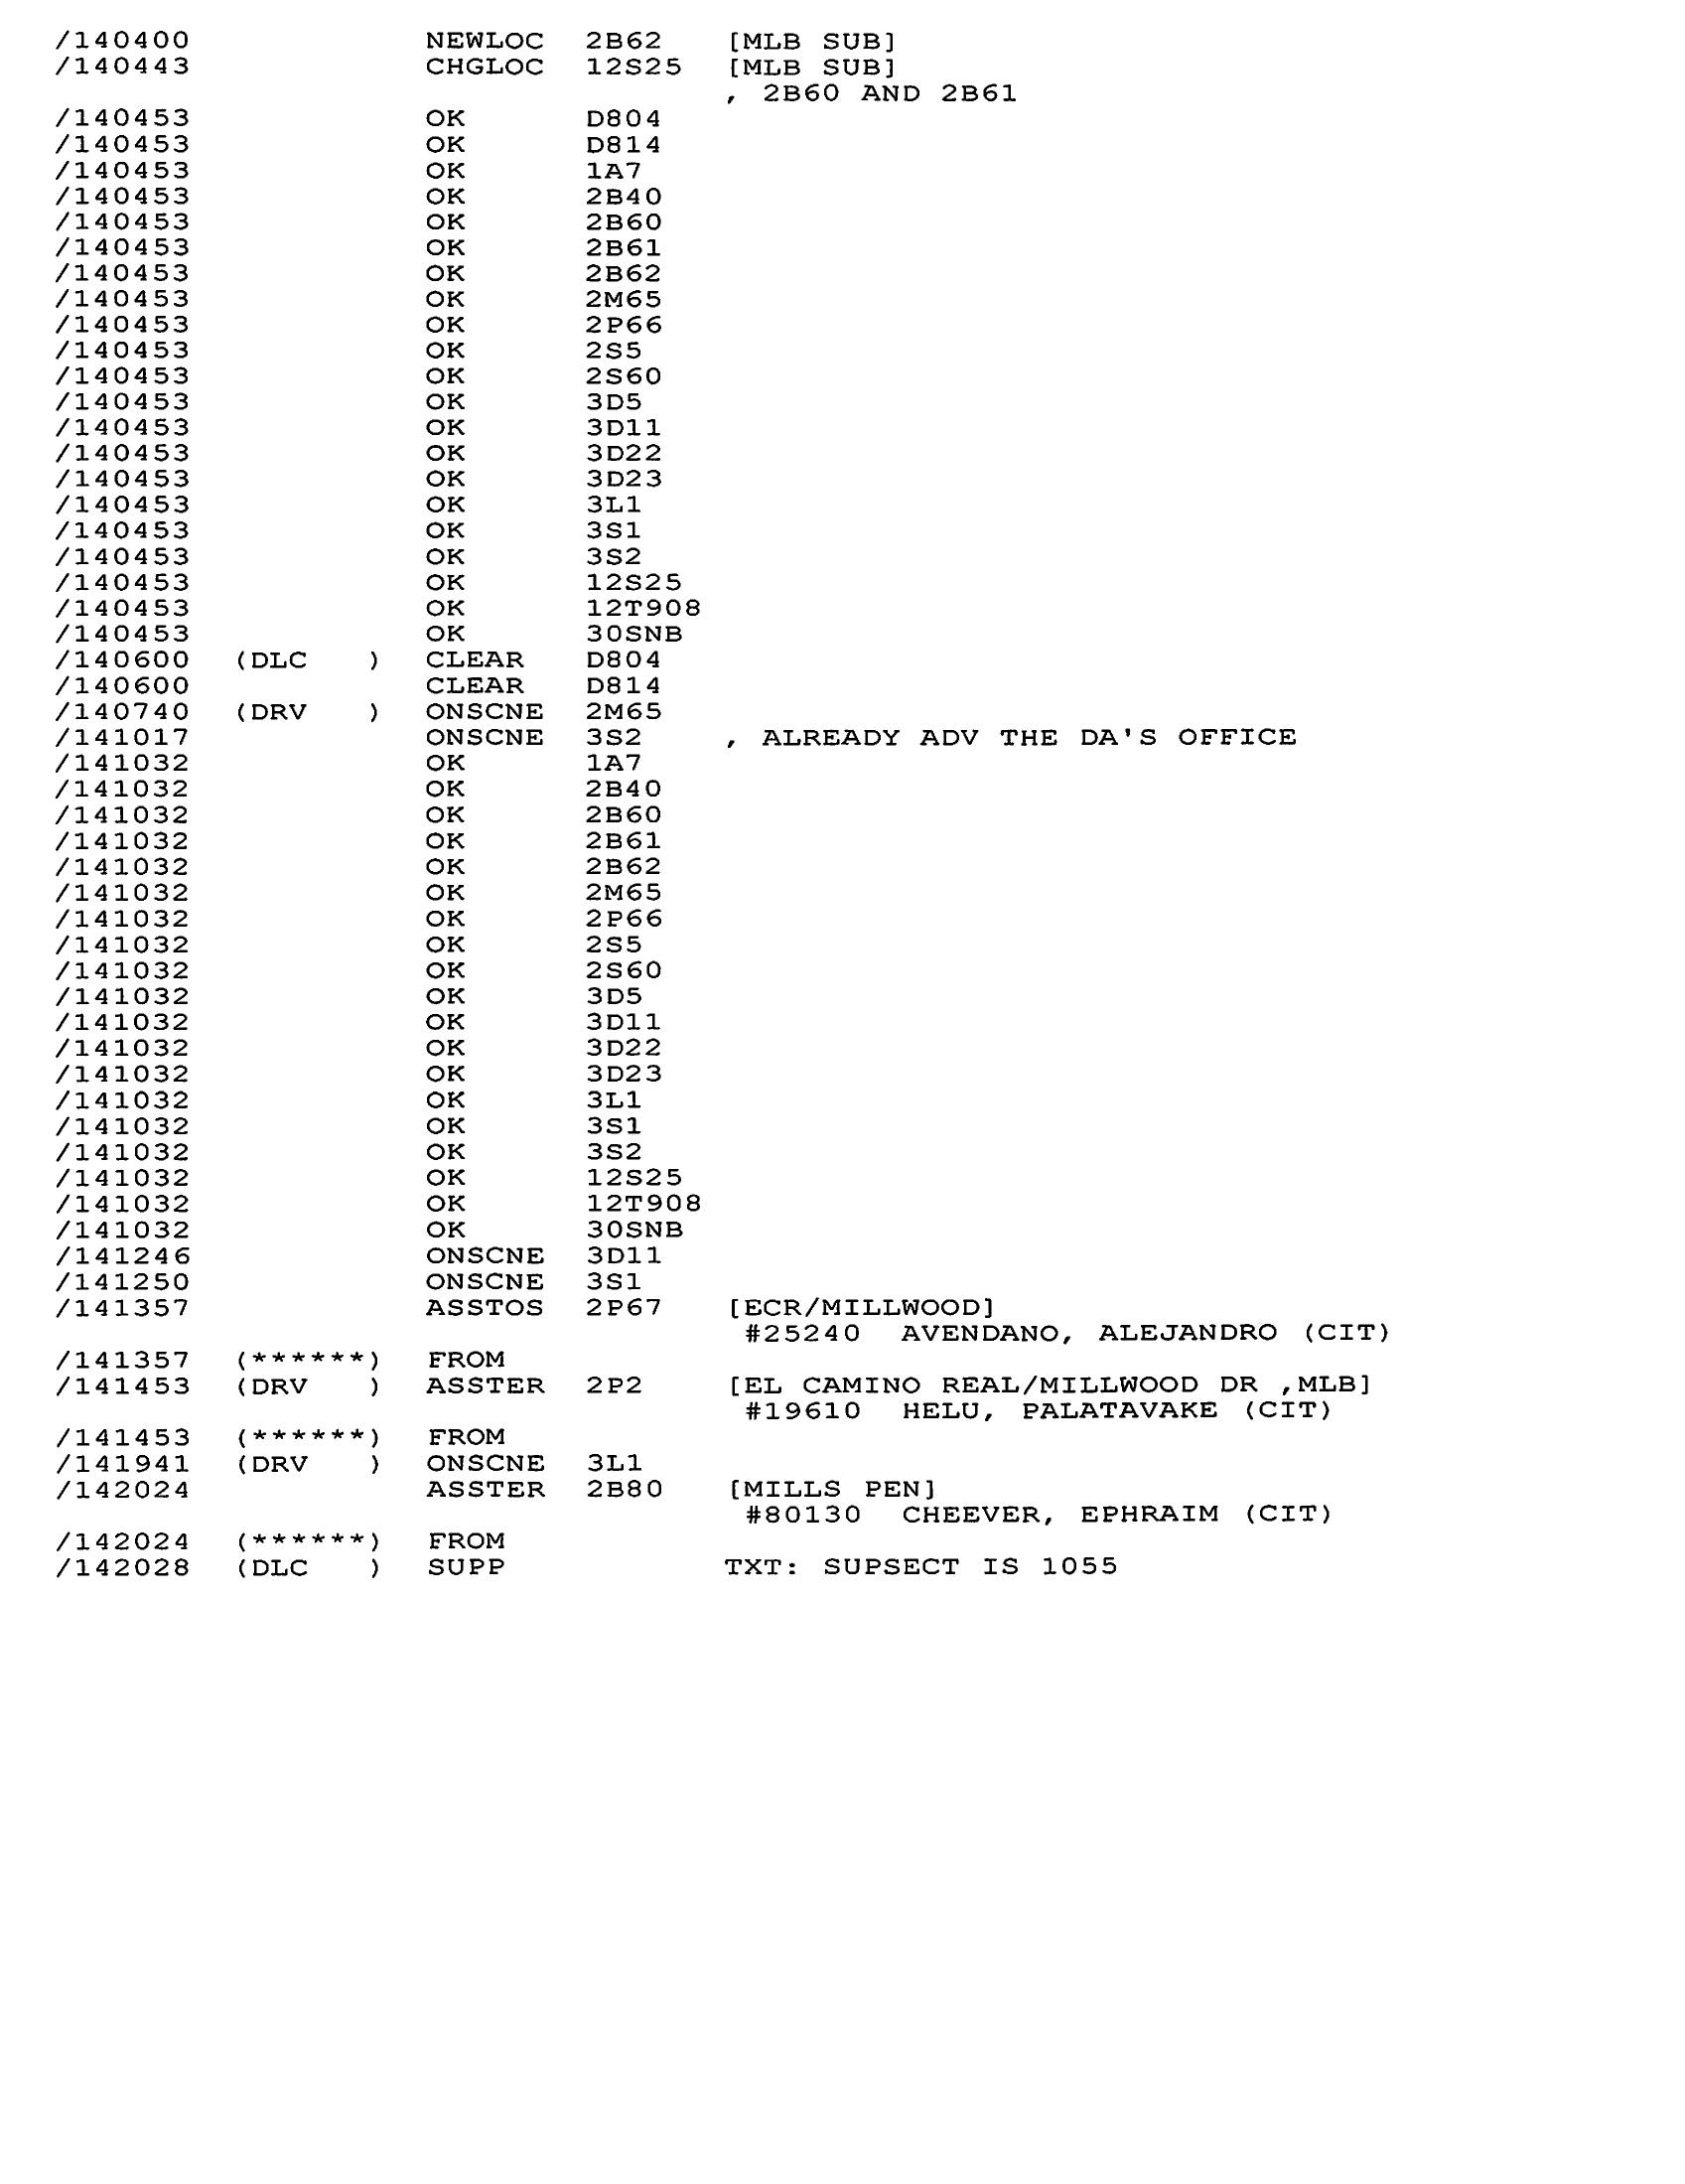 /140400 NEWLOC 2B62 [MLB SUB]
/140443 CHGLOC 12S25 [MLB SUB]
, 2B60 AND 2B61
/140453 OK D804
/140453 OK D814
/140453 OK 1A7
/140453 OK 2B40
/140453 OK 2B60
/140453 OK 2B61
/140453 OK 2B62
/140453 OK 2M65
/140453 OK 2P66
/140453 OK 2S5
/140453 OK 2S60
/140453 OK 3D5
/140453 OK 3D11
/140453 OK 3D22
/140453 OK 3D23
/140453 OK 3L1
/140453 OK 3S1
/140453 OK 3S2
/140453 OK 12S25
/140453 OK 12T908
/140453 OK 30SNB
/140600 (DLC ) CLEAR D804
/140600 CLEAR D814
/140740 (DRV ) ONSCNE 2M65
/141017 ONSCNE 3S2 , ALREADY ADV THE DA'S OFFICE
/141032 OK 1A7
/141032 OK 2B40
/141032 OK 2B60
/141032 OK 2B61
/141032 OK 2B62
/141032 OK 2M65
/141032 OK 2P66
/141032 OK 2S5
/141032 OK 2S60
/141032 OK 3D5
/141032 OK 3D11
/141032 OK 3D22
/141032 OK 3D23
/141032 OK 3L1
/141032 OK 3S1
/141032 OK 3S2
/141032 OK 12S25
/141032 OK 12T908
/141032 OK 30SNB
/141246 ONSCNE 3D11
/141250 ONSCNE 3S1
/141357 ASSTOS 2P67 [ECR/MILLWOOD]
#25240 AVENDANO, ALEJANDRO (CIT)
/141357 (******) FROM
/141453 (DRV ) ASSTER 2P2 [EL CAMINO REAL/MILLWOOD DR ,MLB]
#19610 HELU, PALATAVAKE (CIT)
/141453 (******) FROM
/141941 (DRV ) ONSCNE 3L1
/142024 ASSTER 2B80 [MILLS PEN]
#80130 CHEEVER, EPHRAIM (CIT)
/142024 (******) FROM
/142028 (DLC ) SUPP TXT: SUPSECT IS 1055